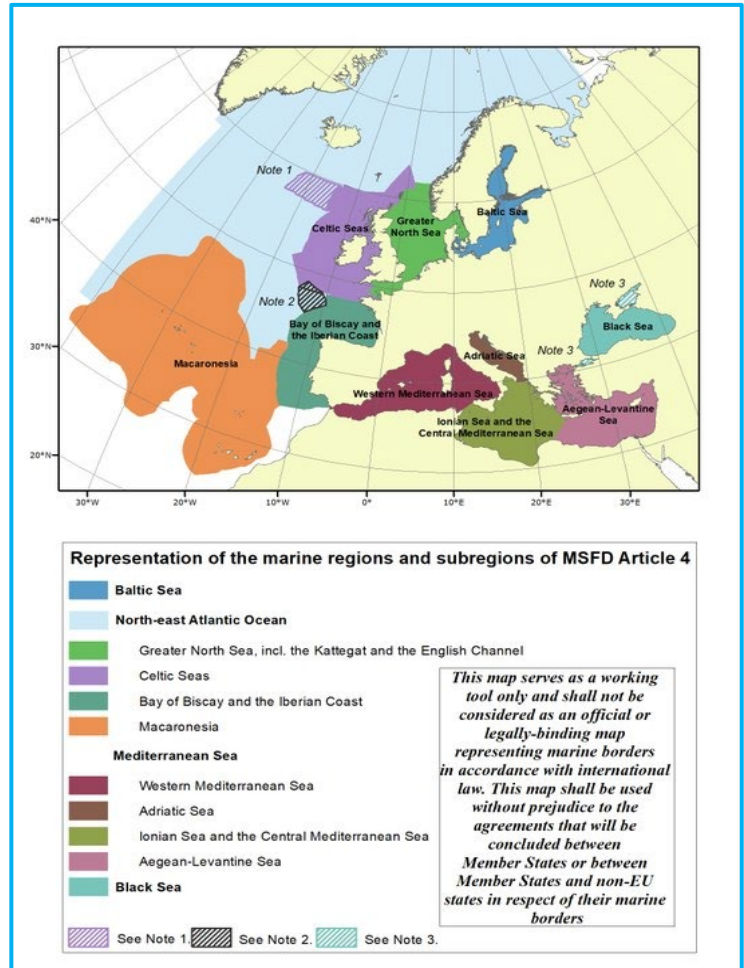 Note 1
40°N
Celtic Seas
Greater
North Sea
Baltic Sea
Note 2
Note 3
30°N
Bay of Biscay and
the Iberian Coast
Black Sea
Macaronesia
Adriatic Sea
Note 3
Western Mediterranean Sea
Aegean-Levantine
Sea
Ionian Sea and the
Central Mediterranean Sea
20°N
30°W
20°W
10°W
0°
10°E
20°E
30°E
Representation of the marine regions and subregions of MSFD Article 4
Baltic Sea
North-east Atlantic Ocean
Greater North Sea, incl. the Kattegat and the English Channel
Celtic Seas
Bay of Biscay and the Iberian Coast
Macaronesia
Mediterranean Sea
Western Mediterranean Sea
Adriatic Sea
Ionian Sea and the Central Mediterranean Sea
Aegean-Levantine Sea
Black Sea
See Note 1.
See Note 2.
See Note 3.
This map serves as a working
tool only and shall not be
considered as an official or
legally-binding map
representing marine borders
in accordance with international
law. This map shall be used
without prejudice to the
agreements that will be
concluded between
Member States or between
Member States and non-EU
states in respect of their marine
borders